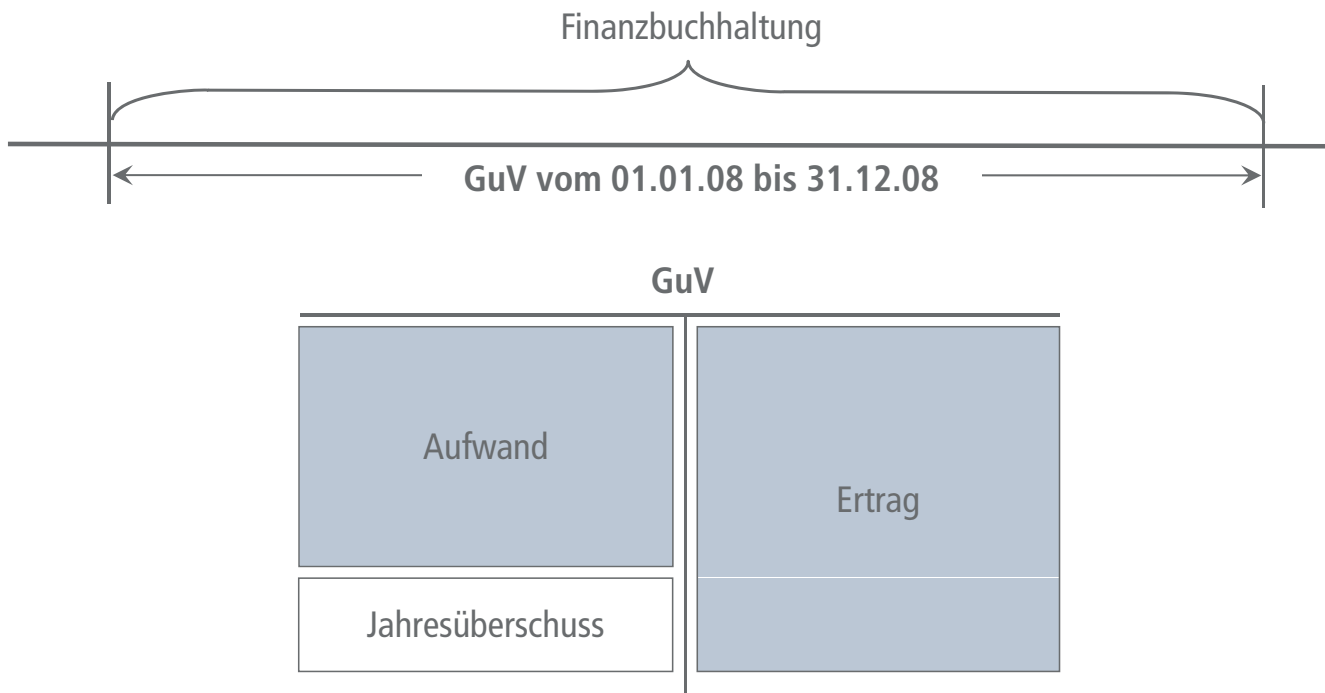 Finanzbuchhaltung
GuV vom 01.01.08 bis 31.12.08
GuV
Aufwand
Ertrag
Jahresüberschuss